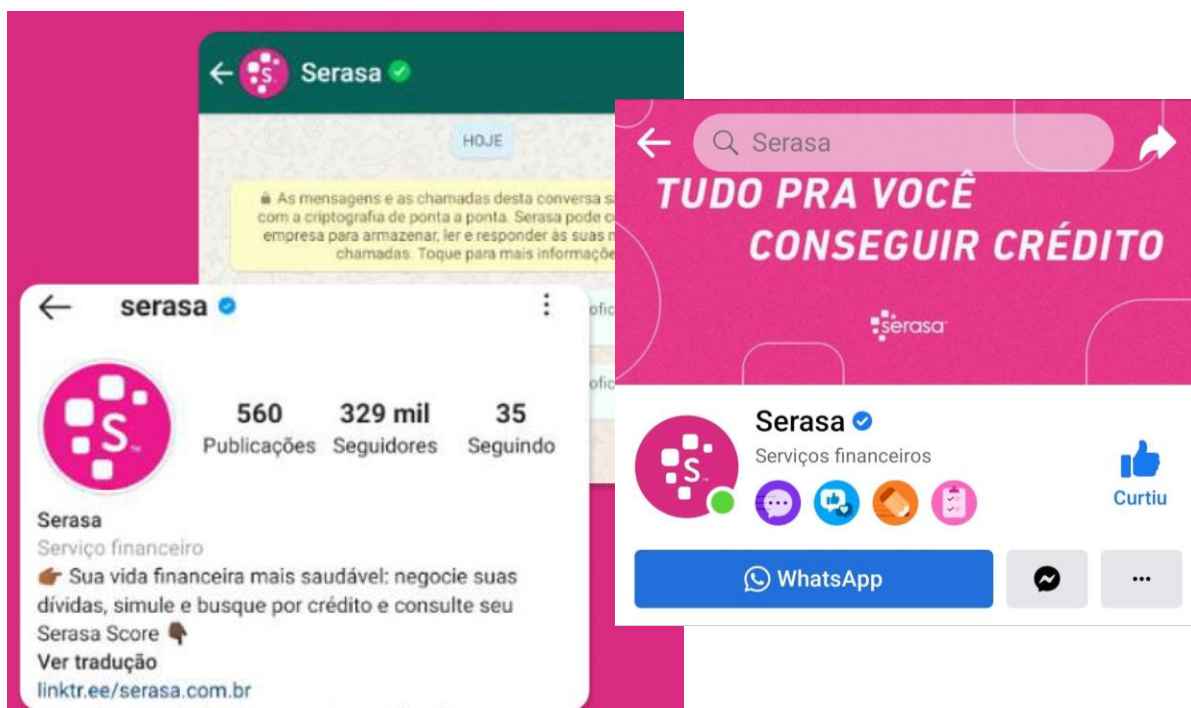 Serasa
HOJE
As mensagens e as chamadas desta conversa
com a criptografia de ponta a ponta. Serasa pode
empresa para armazenar, ler e responder às suas
chamadas. Toque para mais
serasa
560
329 mil
35
Publicações
Seguidores
Seguindo
Serasa
Serviço financeiro
👉🏾 Sua vida financeira mais saudável: negocie suas
dívidas, simule e busque por crédito e consulte seu
Serasa Score 👇🏿
Ver tradução
linktr.ee/serasa.com.br
Serasa
TUDO PRA VOCÊ
CONSEGUIR CRÉDITO
serasa
Serasa
Serviços financeiros
Curtiu
WhatsApp
...
S
S
S